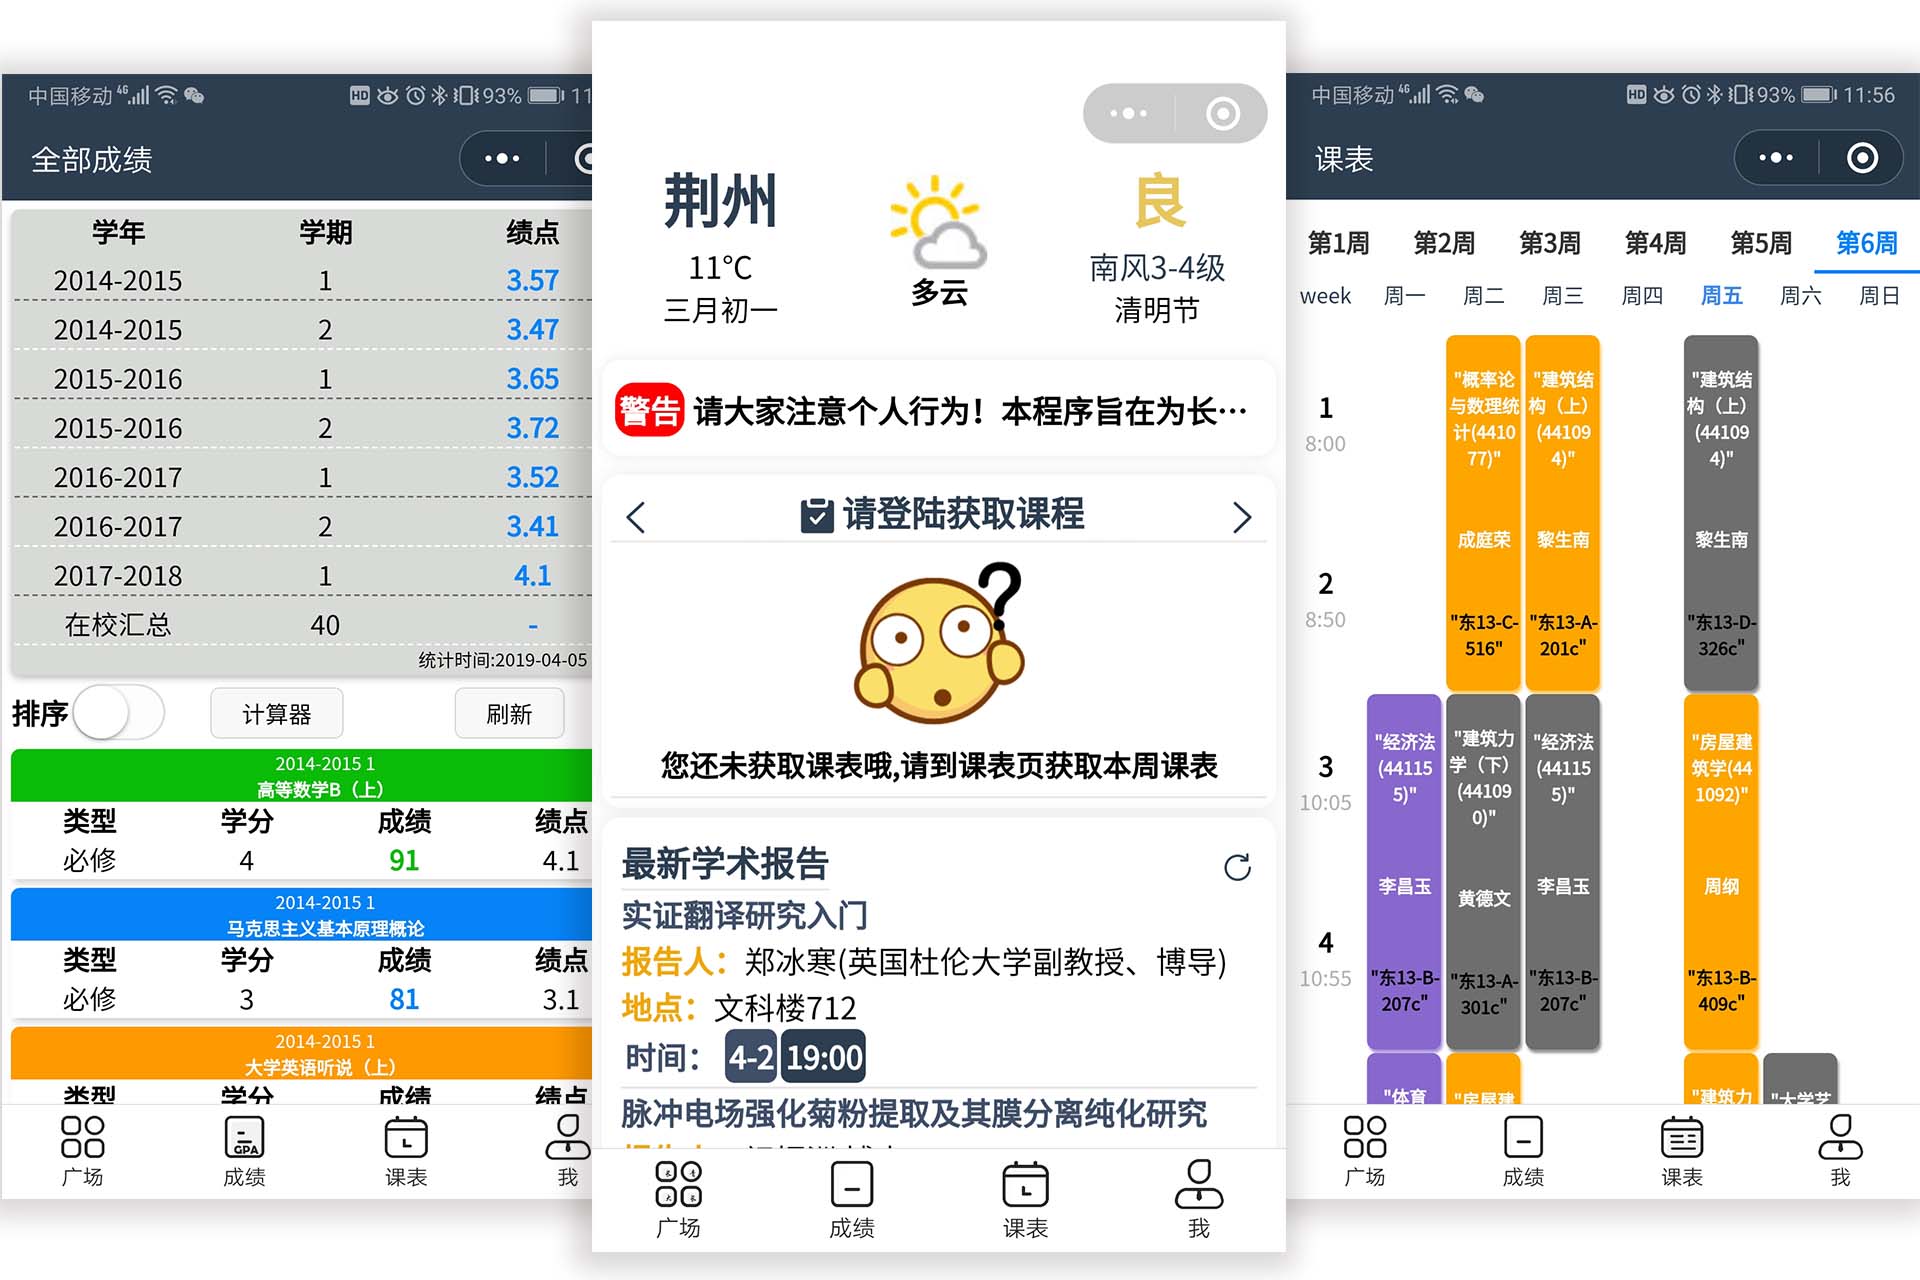 中国移动 4G HD 93% 11
全部成绩
学年 学期 绩点
2014-2015 1 3.57
2014-2015 2 3.47
2015-2016 1 3.65
2015-2016 2 3.72
2016-2017 1 3.52
2016-2017 2 3.41
2017-2018 1 4.1
在校汇总 40 -
统计时间:2019-04-05
排序 计算器 刷新
2014-2015 1
高等数学B（上）
类型 学分 成绩 绩点
必修 4 91 4.1
2014-2015 1
马克思主义基本原理概论
类型 学分 成绩 绩点
必修 3 81 3.1
2014-2015 1
大学英语听说（上）
类型 学分 成绩 绩点
GPA
广场 成绩 课表 我
荆州
11℃
三月初一
多云
良
南风3-4级
清明节
警告 请大家注意个人行为！本程序旨在为长…
请登陆获取课程
?
您还未获取课表哦,请到课表页获取本周课表
最新学术报告
实证翻译研究入门
报告人：郑冰寒(英国杜伦大学副教授、博导)
地点：文科楼712
时间： 4-2 19:00
脉冲电场强化菊粉提取及其膜分离纯化研究
广场 成绩 课表 我
中国移动 4G HD 93% 11:56
课表
第1周 第2周 第3周 第4周 第5周 第6周
week 周一 周二 周三 周四 周五 周六 周日
1
8:00
2
8:50
3
10:05
4
10:55
"经济法
(44115
5)"
李昌玉
"东13-B-
207c"
"体育
"概率论
与数理统
计(4410
77)"
成庭荣
"东13-C-
516"
"建筑力
学（下）
(44109
0)"
黄德文
"东13-A-
301c"
"房屋建
"建筑结
构（上）
(44109
4)"
黎生南
"东13-A-
201c"
"经济法
(44115
5)"
李昌玉
"东13-B-
207c"
"建筑结
构（上）
(44109
4)"
黎生南
"东13-D-
326c"
"房屋建
筑学(44
1092)"
周纲
"东13-B-
409c"
"建筑力
"大学艺
广场 成绩 课表 我